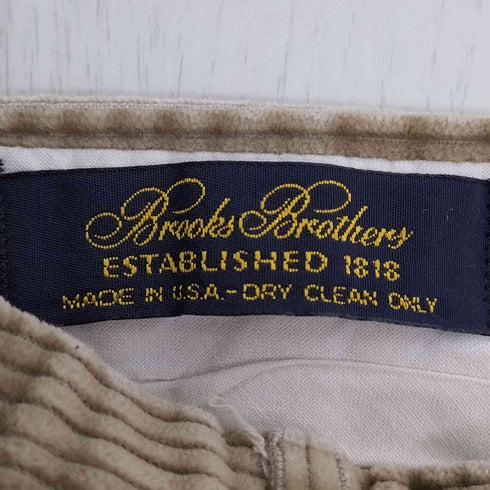 Brooks Brothers
ESTABLISHED 1818
MADE IN U.S.A.-DRY CLEAN ONLY